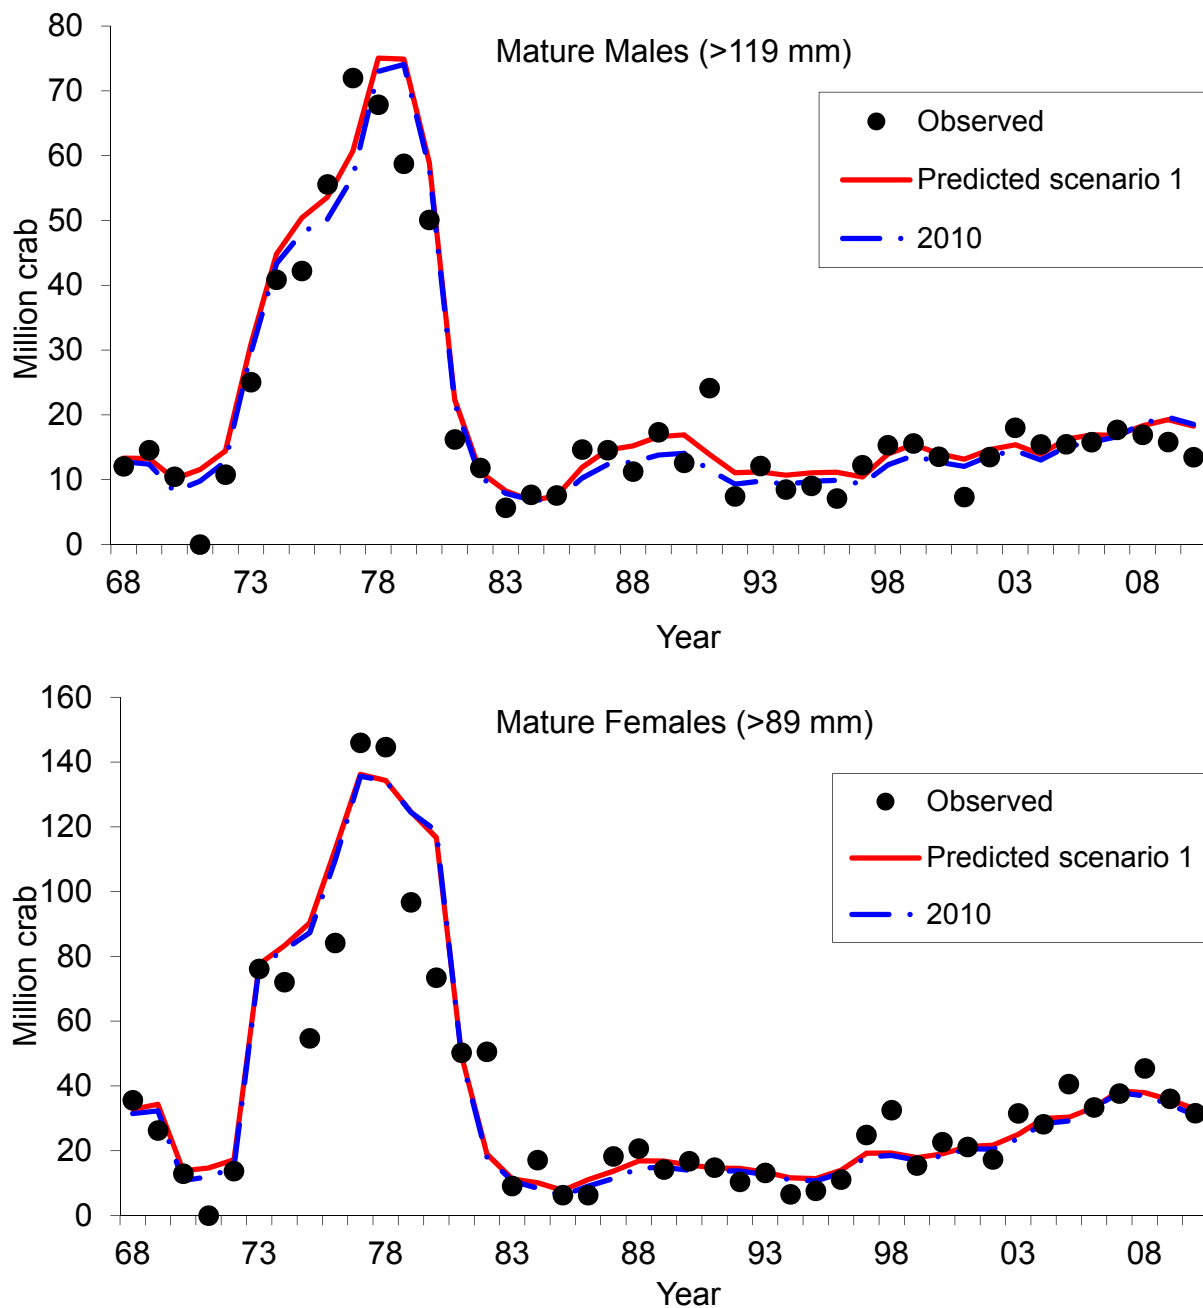 Mature Males (>119 mm)
80
70
60
50
40
30
20
10
0
Million crab
Observed
Predicted scenario 1
2010
68 73 78 83 88 93 98 03 08
Year
Mature Females (>89 mm)
160
140
120
100
80
60
40
20
0
Million crab
Observed
Predicted scenario 1
2010
68 73 78 83 88 93 98 03 08
Year